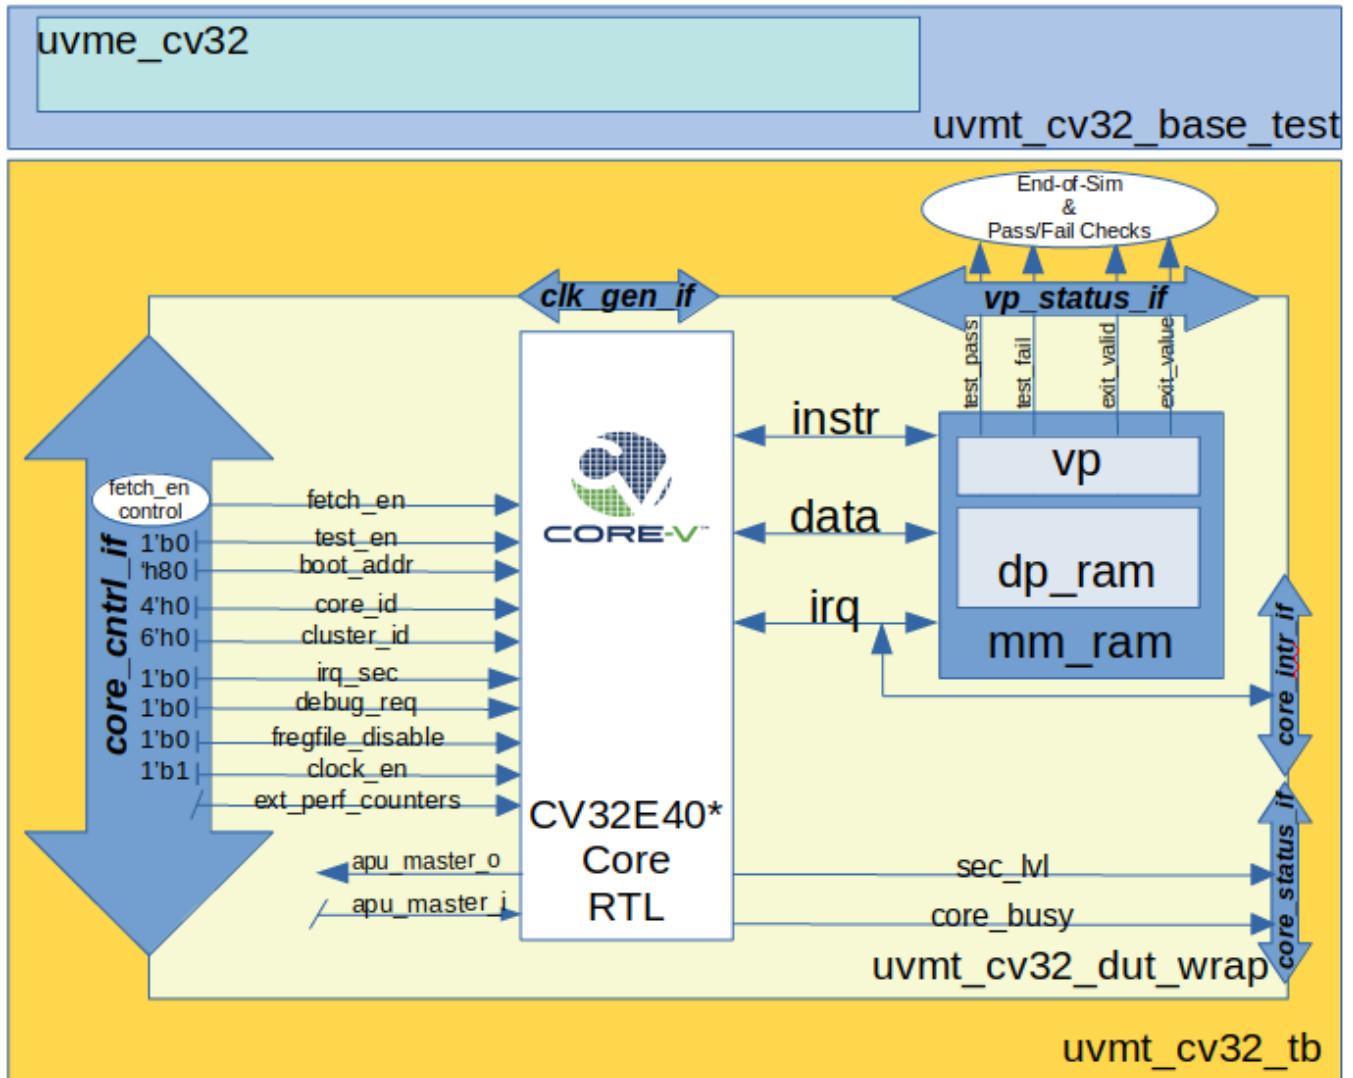 uvme_cv32
uvmt_cv32_base_test
End-of-Sim
&
Pass/Fail Checks
clk_gen_if
vp_status_if
test_pass
test_fail
exit_valid
exit_value
instr
data
irq
vp
dp_ram
mm_ram
fetch_en
control
core_cntrl_if
fetch_en
1'b0 test_en
'h80 boot_addr
4'h0 core_id
6'h0 cluster_id
1'b0 irq_sec
1'b0 debug_req
1'b0 fregfile_disable
1'b1 clock_en
ext_perf_counters
apu_master_o
apu_master_i
CORE-V™
CV32E40*
Core
RTL
core_intr_if
sec_lvl
core_busy
core_status_if
uvmt_cv32_dut_wrap
uvmt_cv32_tb